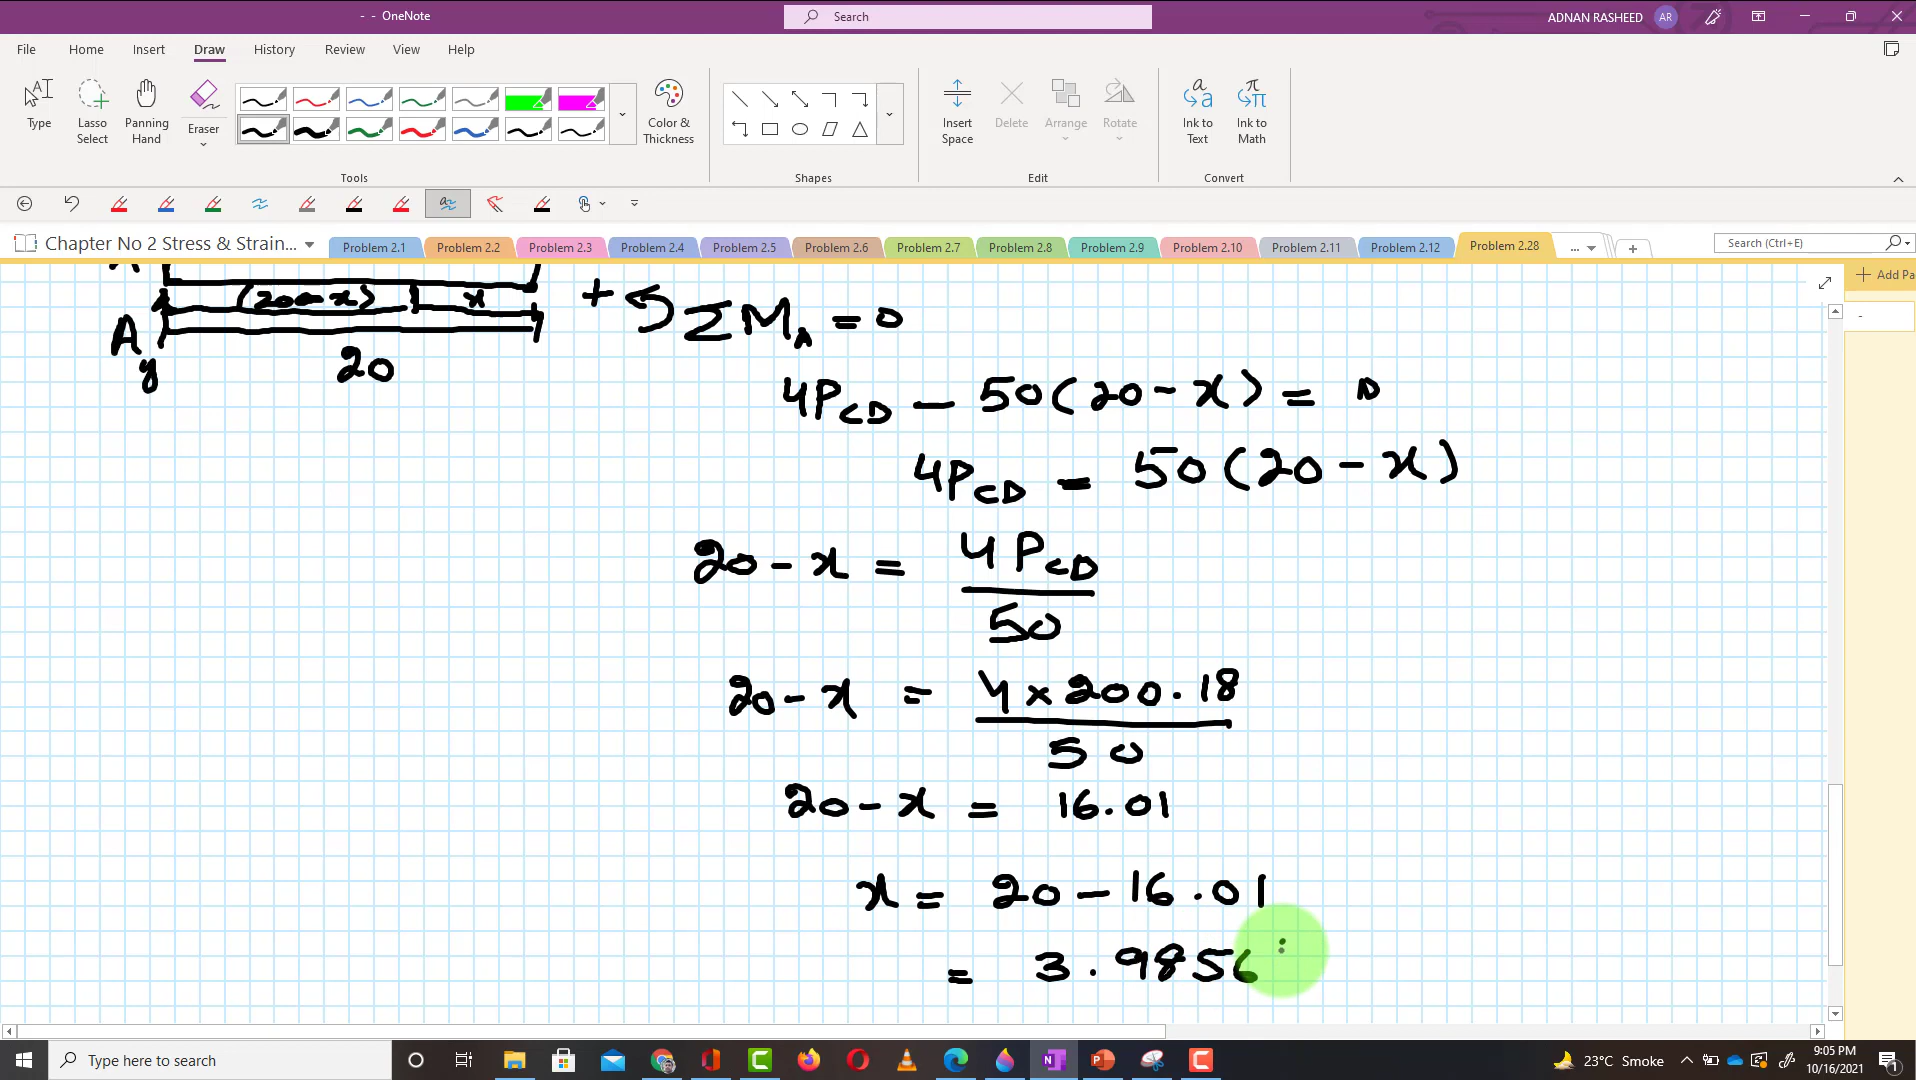 - - OneNote
Search
ADNAN RASHEED
AR
File Home Insert Draw History Review View Help
Type
Lasso Select
Panning Hand
Eraser
Color & Thickness
Insert Space
Delete
Arrange
Rotate
Ink to Text
Ink to Math
Tools
Shapes
Edit
Convert
Chapter No 2 Stress & Strain...
Problem 2.1
Problem 2.2
Problem 2.3
Problem 2.4
Problem 2.5
Problem 2.6
Problem 2.7
Problem 2.8
Problem 2.9
Problem 2.10
Problem 2.11
Problem 2.12
Problem 2.28
...
Search (Ctrl+E)
Add Pa
-
(20-x) x
A y
20
+ ΣM_A = 0
4P_CD - 50(20-x) = 0
4P_CD = 50(20-x)
20-x = 4P_CD / 50
20-x = 4×200.18 / 50
20-x = 16.01
x = 20-16.01
= 3.9856
Type here to search
23°C Smoke
9:05 PM
10/16/2021
1